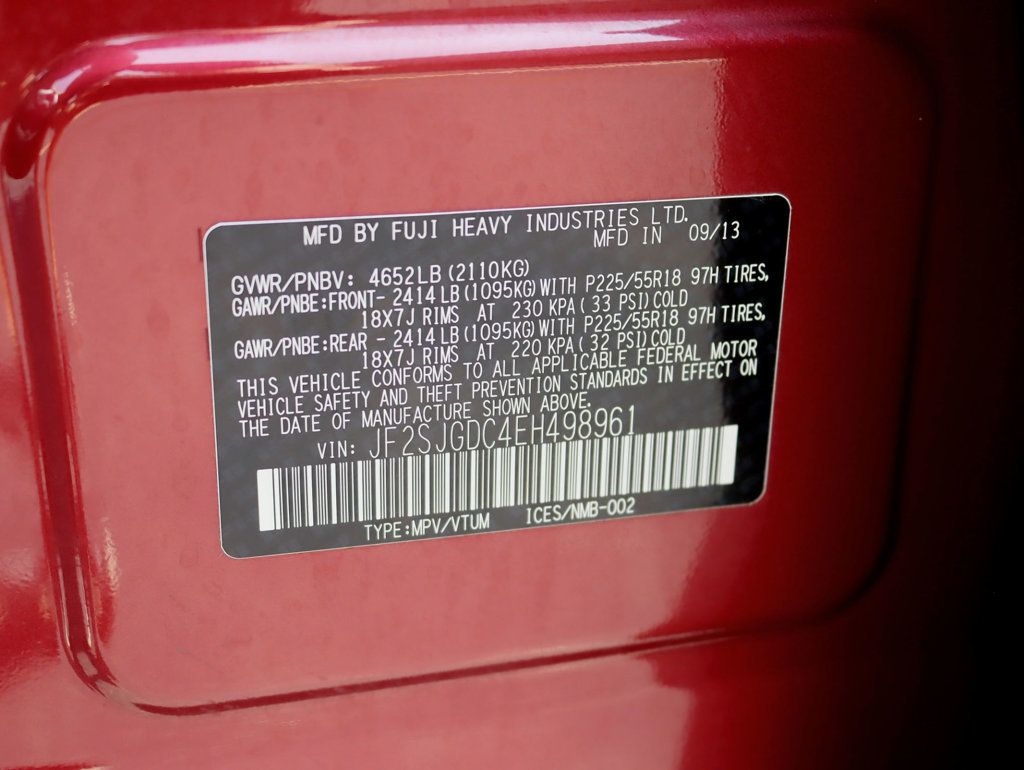 MFD BY FUJI HEAVY INDUSTRIES LTD.
MFD IN 09/13
GVWR/PNBV: 4652LB (2110KG)
GAWR/PNBE:FRONT- 2414LB (1095KG) WITH P225/55R18 97H TIRES,
18X7J RIMS AT 230 KPA (33 PSI) COLD
GAWR/PNBE:REAR - 2414LB (1095KG) WITH P225/55R18 97H TIRES,
18X7J RIMS AT 220 KPA (32 PSI) COLD
THIS VEHICLE CONFORMS TO ALL APPLICABLE FEDERAL MOTOR
VEHICLE SAFETY AND THEFT PREVENTION STANDARDS IN EFFECT ON
THE DATE OF MANUFACTURE SHOWN ABOVE.
VIN: JF2SJGDC4EH498961
TYPE:MPV/VTUM ICES/NMB-002